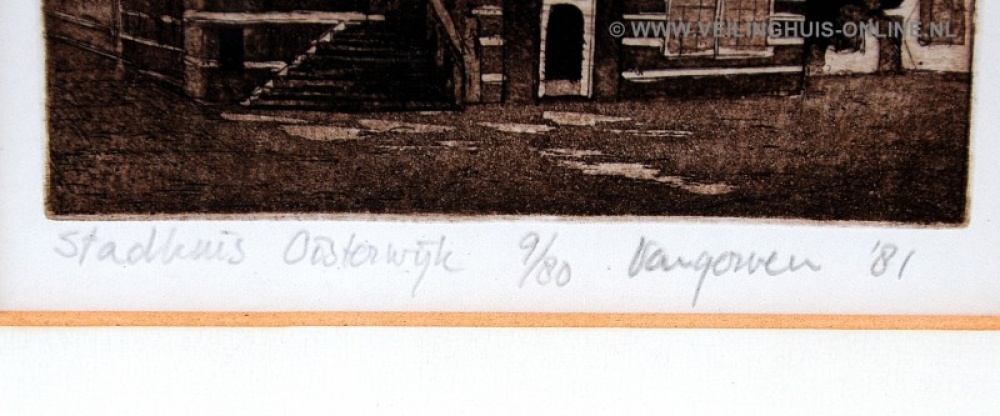 © WWW.VEILINGHUIS-ONLINE.NL
Stadhuis Oisterwijk 9/80 Vangorven '81